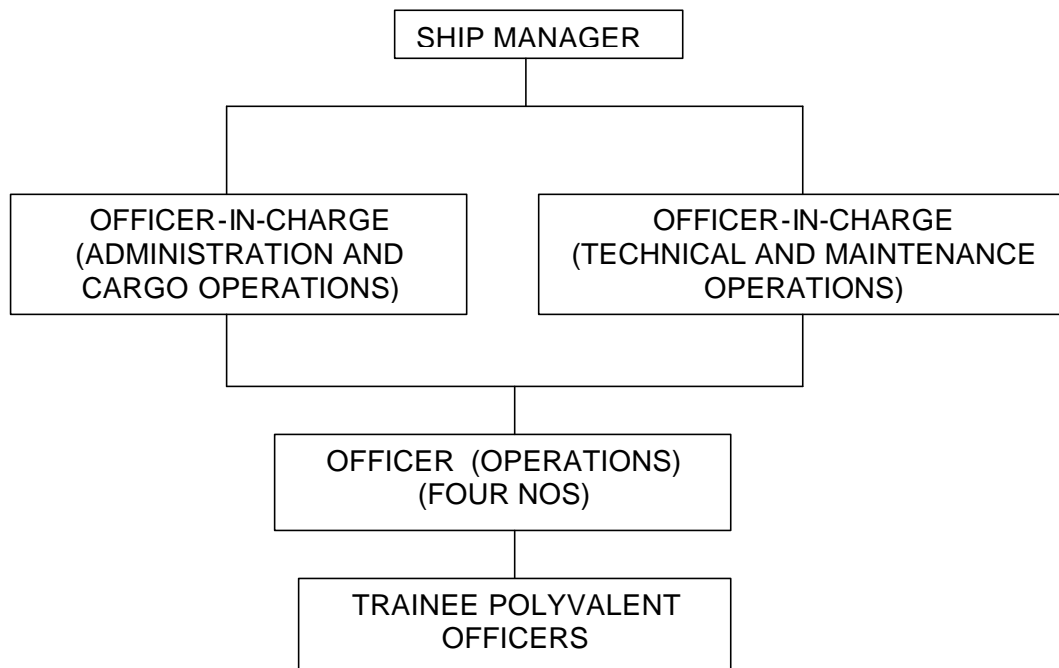 SHIP MANAGER
OFFICER-IN-CHARGE
(ADMINISTRATION AND
CARGO OPERATIONS)
OFFICER-IN-CHARGE
(TECHNICAL AND MAINTENANCE
OPERATIONS)
OFFICER (OPERATIONS)
(FOUR NOS)
TRAINEE POLYVALENT
OFFICERS